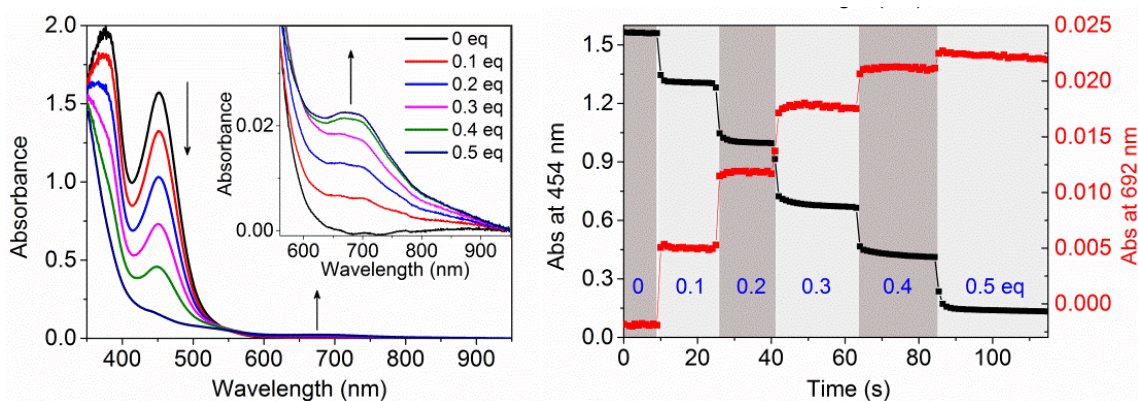 2.0
1.5
1.0
0.5
0.0
Absorbance
400 500 600 700 800 900
Wavelength (nm)
0.02
0.00
Absorbance
600 700 800 900
Wavelength (nm)
0 eq
0.1 eq
0.2 eq
0.3 eq
0.4 eq
0.5 eq
1.5
1.2
0.9
0.6
0.3
0.0
Abs at 454 nm
0 0.1 0.2 0.3 0.4 0.5 eq
0 20 40 60 80 100
Time (s)
0.025
0.020
0.015
0.010
0.005
0.000
Abs at 692 nm